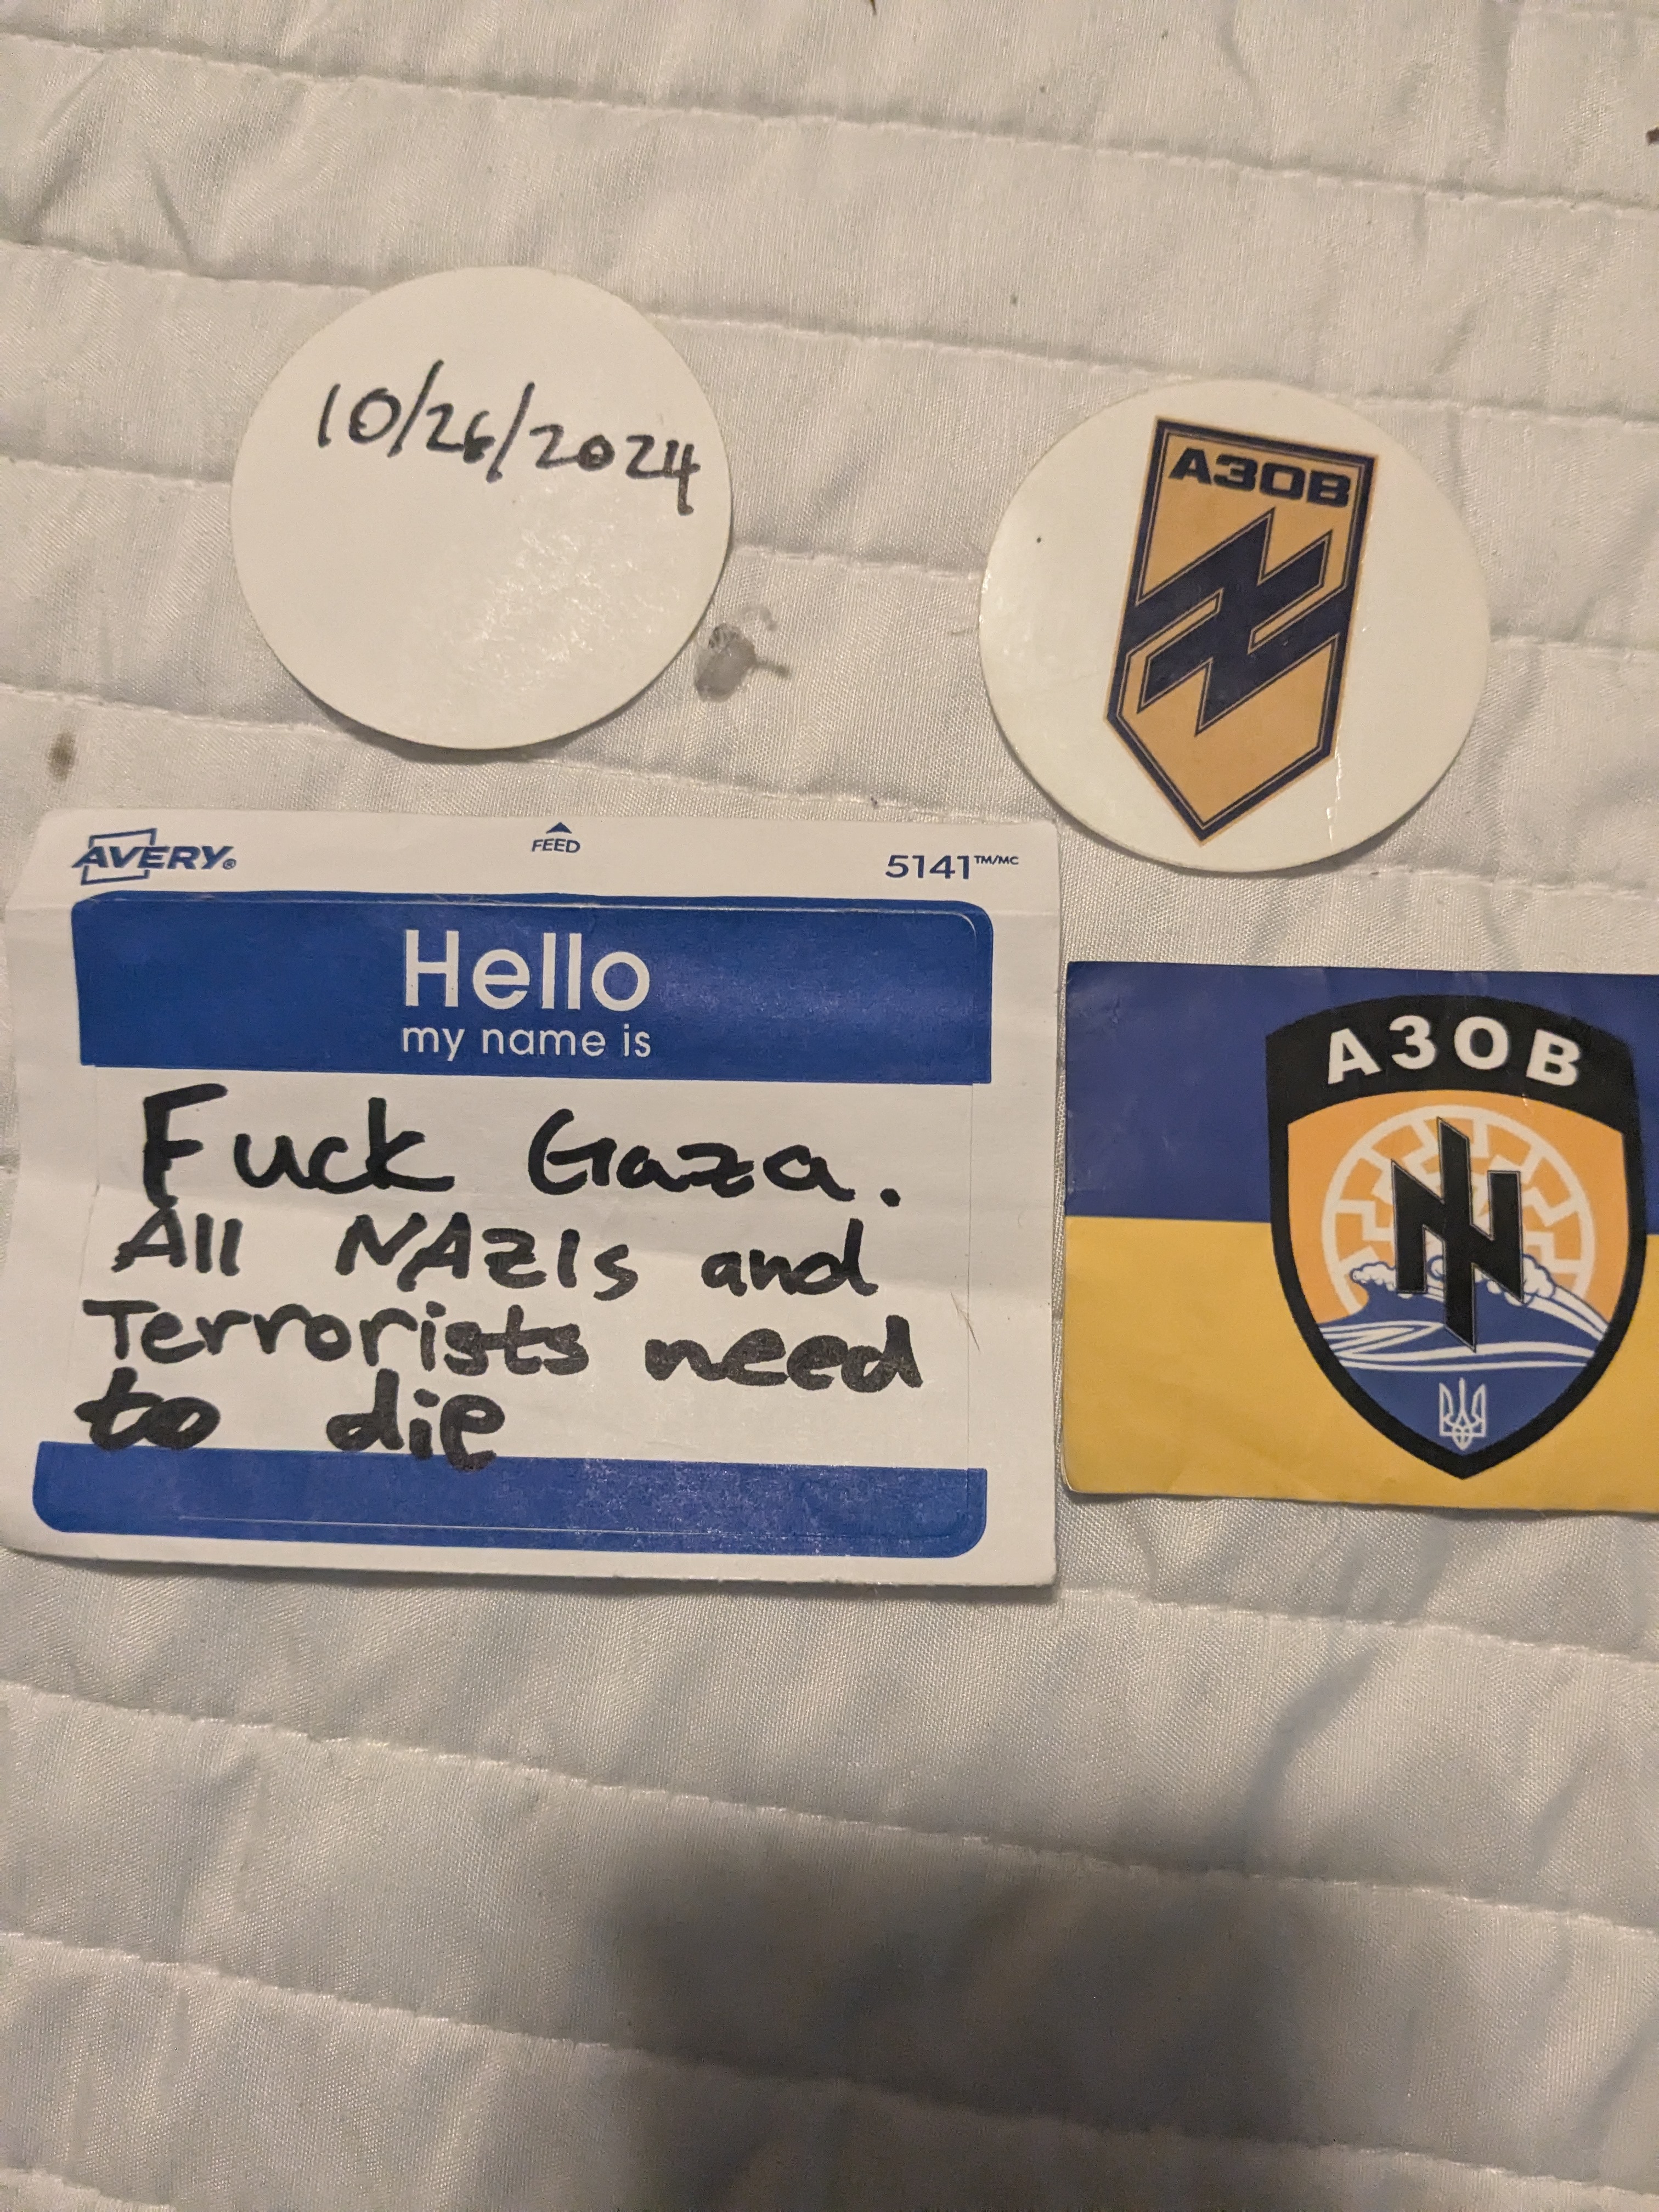 10/26/2024
АЗОВ
AVERY®
FEED
5141™/MC
Hello
my name is
Fuck Gaza.
All NAZIs and
Terrorists need
to die
АЗОВ